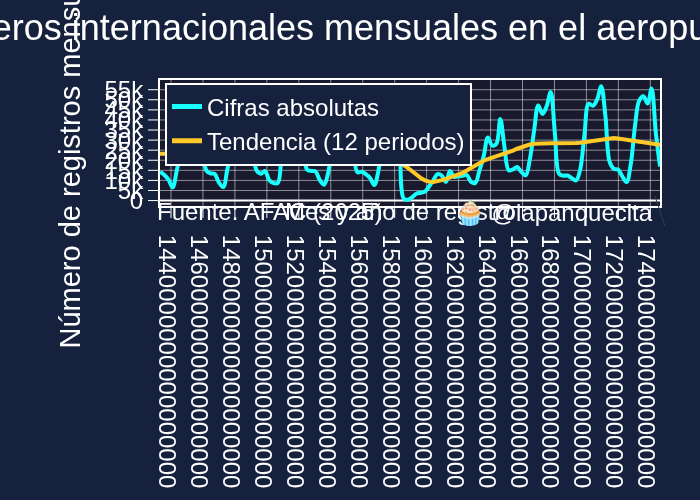 eros internacionales mensuales en el aeropu
Número de registros mensu
55k
50k
45k
40k
35k
30k
25k
20k
15k
10k
5k
0
Cifras absolutas
Tendencia (12 periodos)
Fuente: AFAC (2025)
Mes y año de registro
🧁 @lapanquecita
1440000000000000000
1460000000000000000
1480000000000000000
1500000000000000000
1520000000000000000
1540000000000000000
1560000000000000000
1580000000000000000
1600000000000000000
1620000000000000000
1640000000000000000
1660000000000000000
1680000000000000000
1700000000000000000
1720000000000000000
1740000000000000000